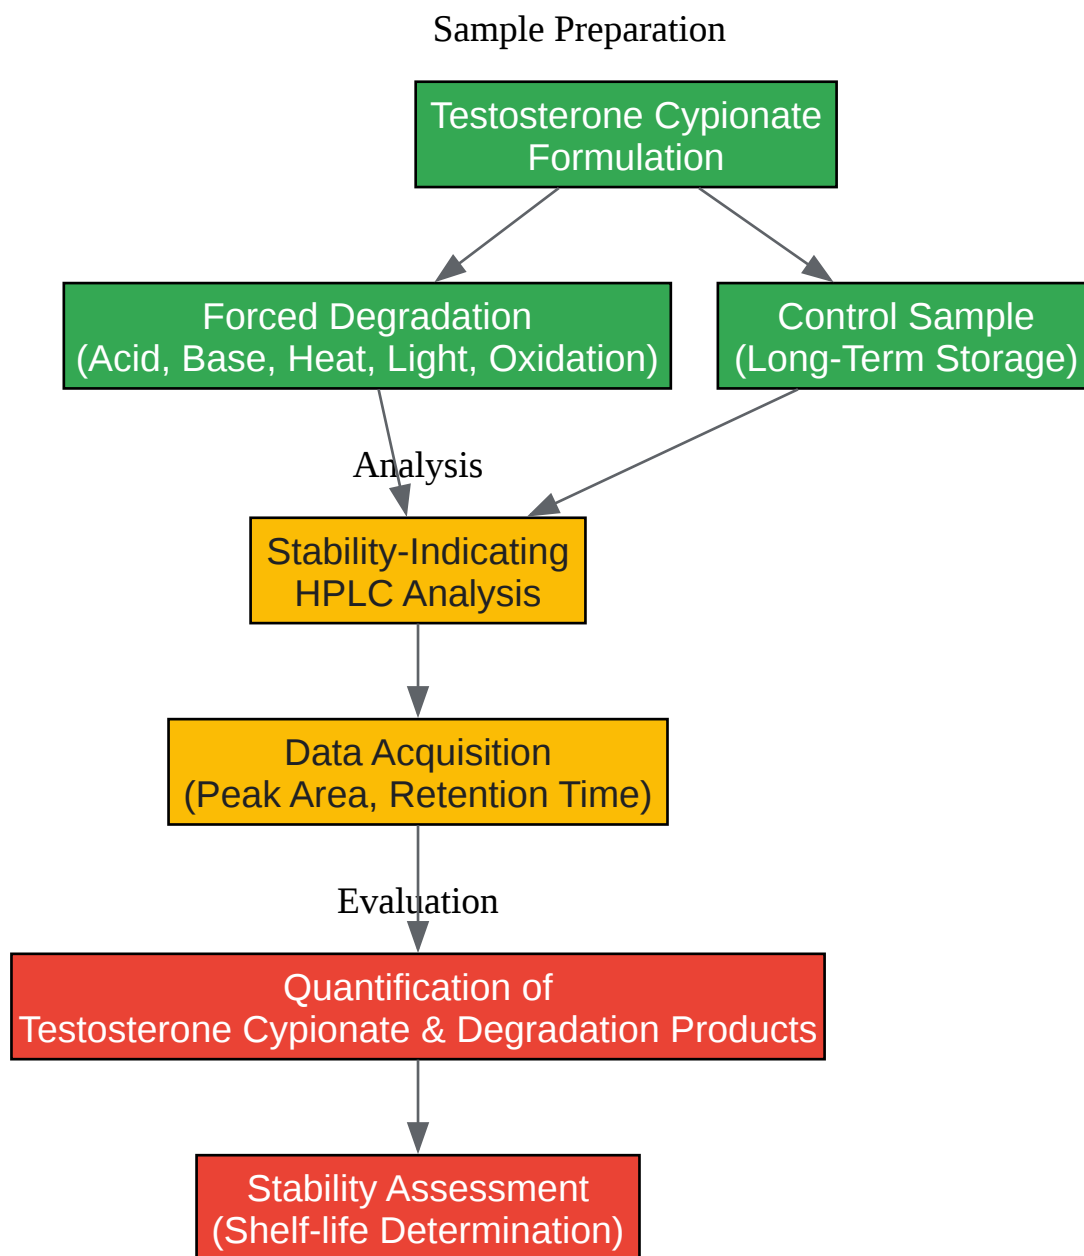 Sample Preparation
Testosterone Cypionate
Formulation
Forced Degradation
(Acid, Base, Heat, Light, Oxidation)
Control Sample
(Long-Term Storage)
Analysis
Stability-Indicating
HPLC Analysis
Data Acquisition
(Peak Area, Retention Time)
Evaluation
Quantification of
Testosterone Cypionate & Degradation Products
Stability Assessment
(Shelf-life Determination)